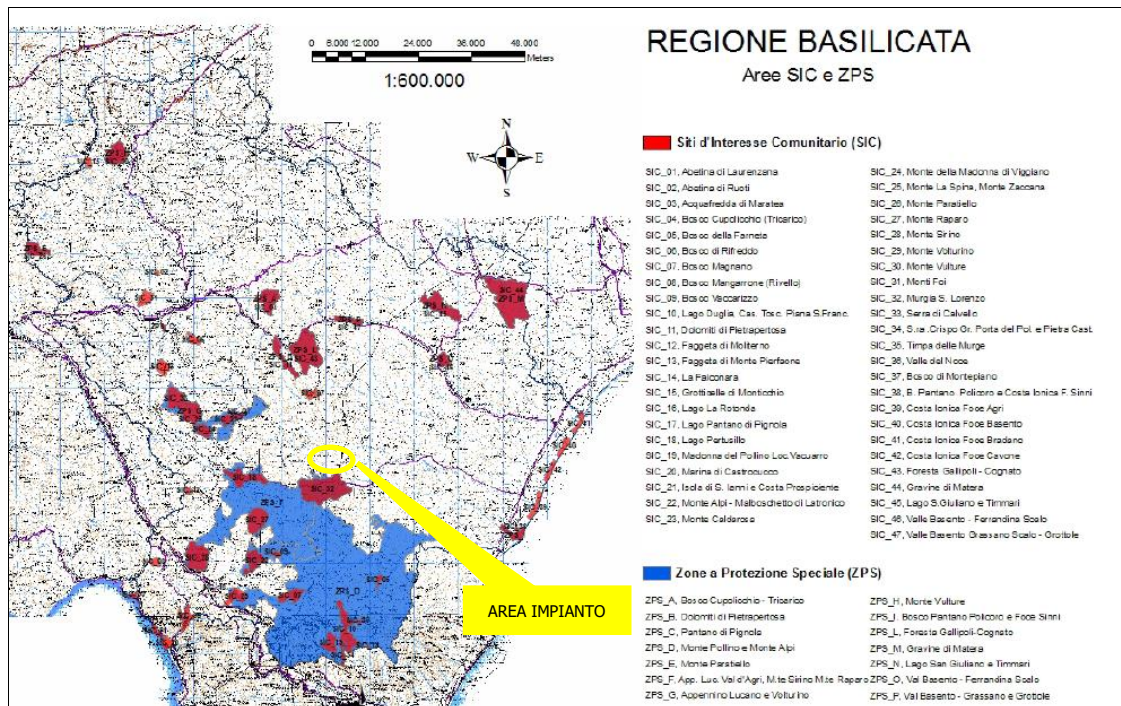 REGIONE BASILICATA
Aree SIC e ZPS
0 6.000 12.000 24.000 36.000 48.000
Meters
1:600.000
N
W E
S
Siti d'Interesse Comunitario (SIC)
SIC_01, Abetina di Laurenzana
SIC_02, Abetina di Ruoti
SIC_03, Acquafredda di Maratea
SIC_04, Bosco Cupolicchio (Tricarico)
SIC_05, Bosco della Farneta
SIC_06, Bosco di Rifreddo
SIC_07, Bosco Magnano
SIC_08, Bosco Mangarrone (Rivello)
SIC_09, Bosco Vaccarizzo
SIC_10, Lago Duglia, Cas. Tosc. Piana S.Franc.
SIC_11, Dolomiti di Pietrapertosa
SIC_12, Faggeta di Moliterno
SIC_13, Faggeta di Monte Pierfaone
SIC_14, La Falconara
SIC_15, Grotticelle di Monticchio
SIC_16, Lago La Rotonda
SIC_17, Lago Pantano di Pignola
SIC_18, Lago Pertusillo
SIC_19, Madonna del Pollino Loc.Vacuarro
SIC_20, Marina di Castrocucco
SIC_21, Isola di S. Ianni e Costa Prospiciente
SIC_22, Monte Alpi - Malboschetto di Latronico
SIC_23, Monte Caldarosa
SIC_24, Monte della Madonna di Viggiano
SIC_25, Monte La Spina, Monte Zaccana
SIC_26, Monte Paratiello
SIC_27, Monte Raparo
SIC_28, Monte Sirino
SIC_29, Monte Volturino
SIC_30, Monte Vulture
SIC_31, Monti Foi
SIC_32, Murgia S. Lorenzo
SIC_33, Serra di Calvello
SIC_34, S.ra .Crispo Gr. Porta del Pol. e Pietra Cast.
SIC_35, Timpa delle Murge
SIC_36, Valle del Noce
SIC_37, Bosco di Montepiano
SIC_38, B. Pantano Policoro e Costa Ionica F. Sinni
SIC_39, Costa Ionica Foce Agri
SIC_40, Costa Ionica Foce Basento
SIC_41, Costa Ionica Foce Bradano
SIC_42, Costa Ionica Foce Cavone
SIC_43, Foresta Gallipoli - Cognato
SIC_44, Gravine di Matera
SIC_45, Lago S.Giuliano e Timmari
SIC_46, Valle Basento - Ferrandina Scalo
SIC_47, Valle Basento Grassano Scalo - Grottole
Zone a Protezione Speciale (ZPS)
ZPS_A, Bosco Cupolicchio - Tricarico
ZPS_B, Dolomiti di Pietrapertosa
ZPS_C, Pantano di Pignola
ZPS_D, Monte Pollino e Monte Alpi
ZPS_E, Monte Paratiello
ZPS_F, App. Luc. Val d'Agri, M.te Sirino M.te Raparo
ZPS_G, Appennino Lucano e Volturino
ZPS_H, Monte Vulture
ZPS_I, Bosco Pantano Policoro e Foce Sinni
ZPS_L, Foresta Gallipoli-Cognato
ZPS_M, Gravine di Matera
ZPS_N, Lago San Giuliano e Timmari
ZPS_O, Val Basento - Ferrandina Scalo
ZPS_P, Val Basento - Grassano e Grottole
SIC_44
ZPS_M
SIC_32
ZPS_F
ZPS_D
AREA IMPIANTO